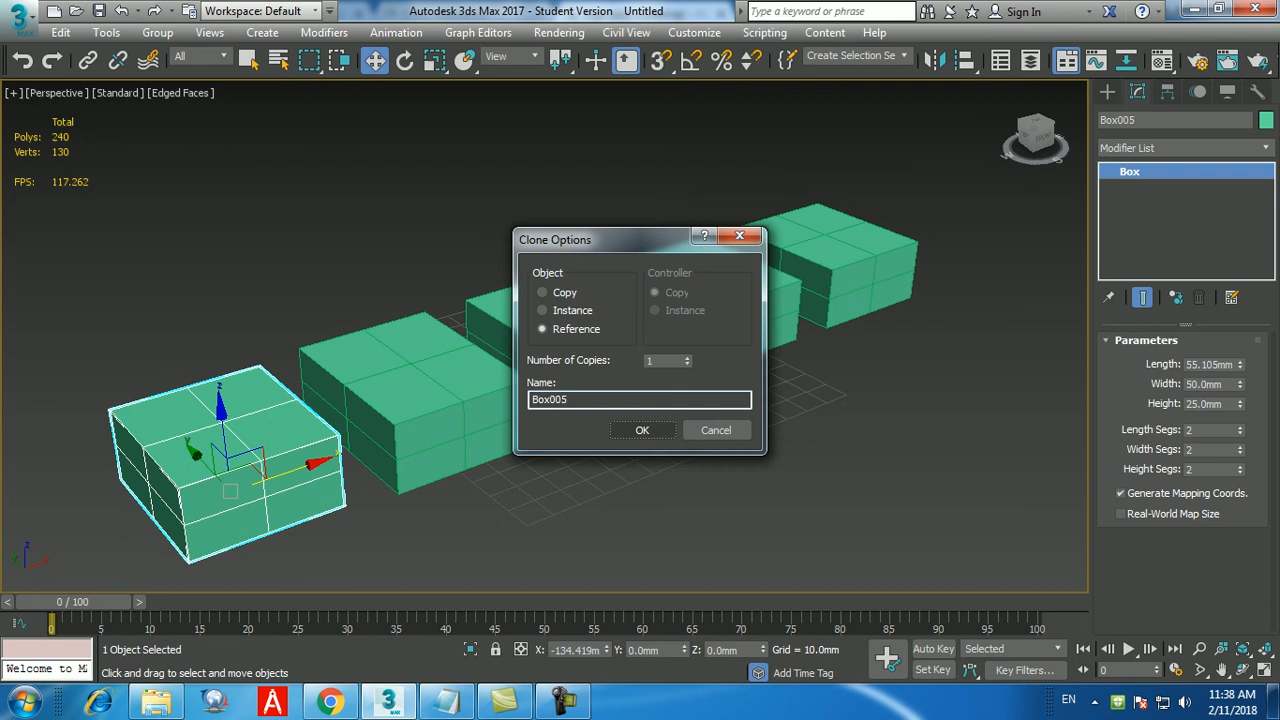 3
MAX
Workspace: Default
Autodesk 3ds Max 2017 - Student Version    Untitled
Type a keyword or phrase
Sign In
Edit Tools Group Views Create Modifiers Animation Graph Editors Rendering Civil View Customize Scripting Content Help
All
View
Create Selection Se
[+] [Perspective ] [Standard ] [Edged Faces ]
Total
Polys: 240
Verts: 130
FPS: 117.262
Box005
Modifier List
Box
Clone Options
?
Object
Copy
Instance
Reference
Controller
Copy
Instance
Number of Copies: 1
Name:
Box005
OK Cancel
z
y
Parameters
Length: 55.105mm
Width: 50.0mm
Height: 25.0mm
Length Segs: 2
Width Segs: 2
Height Segs: 2
Generate Mapping Coords.
Real-World Map Size
z
x
< 0 / 100 >
0 5 10 15 20 25 30 35 40 45 50 55 60 65 70 75 80 85 90 95 100
1 Object Selected
X: -134.419m Y: 0.0mm Z: 0.0mm Grid = 10.0mm
Auto Key Selected
Welcome to M
Click and drag to select and move objects
Add Time Tag
Set Key Key Filters...
0
EN
11:38 AM
2/11/2018